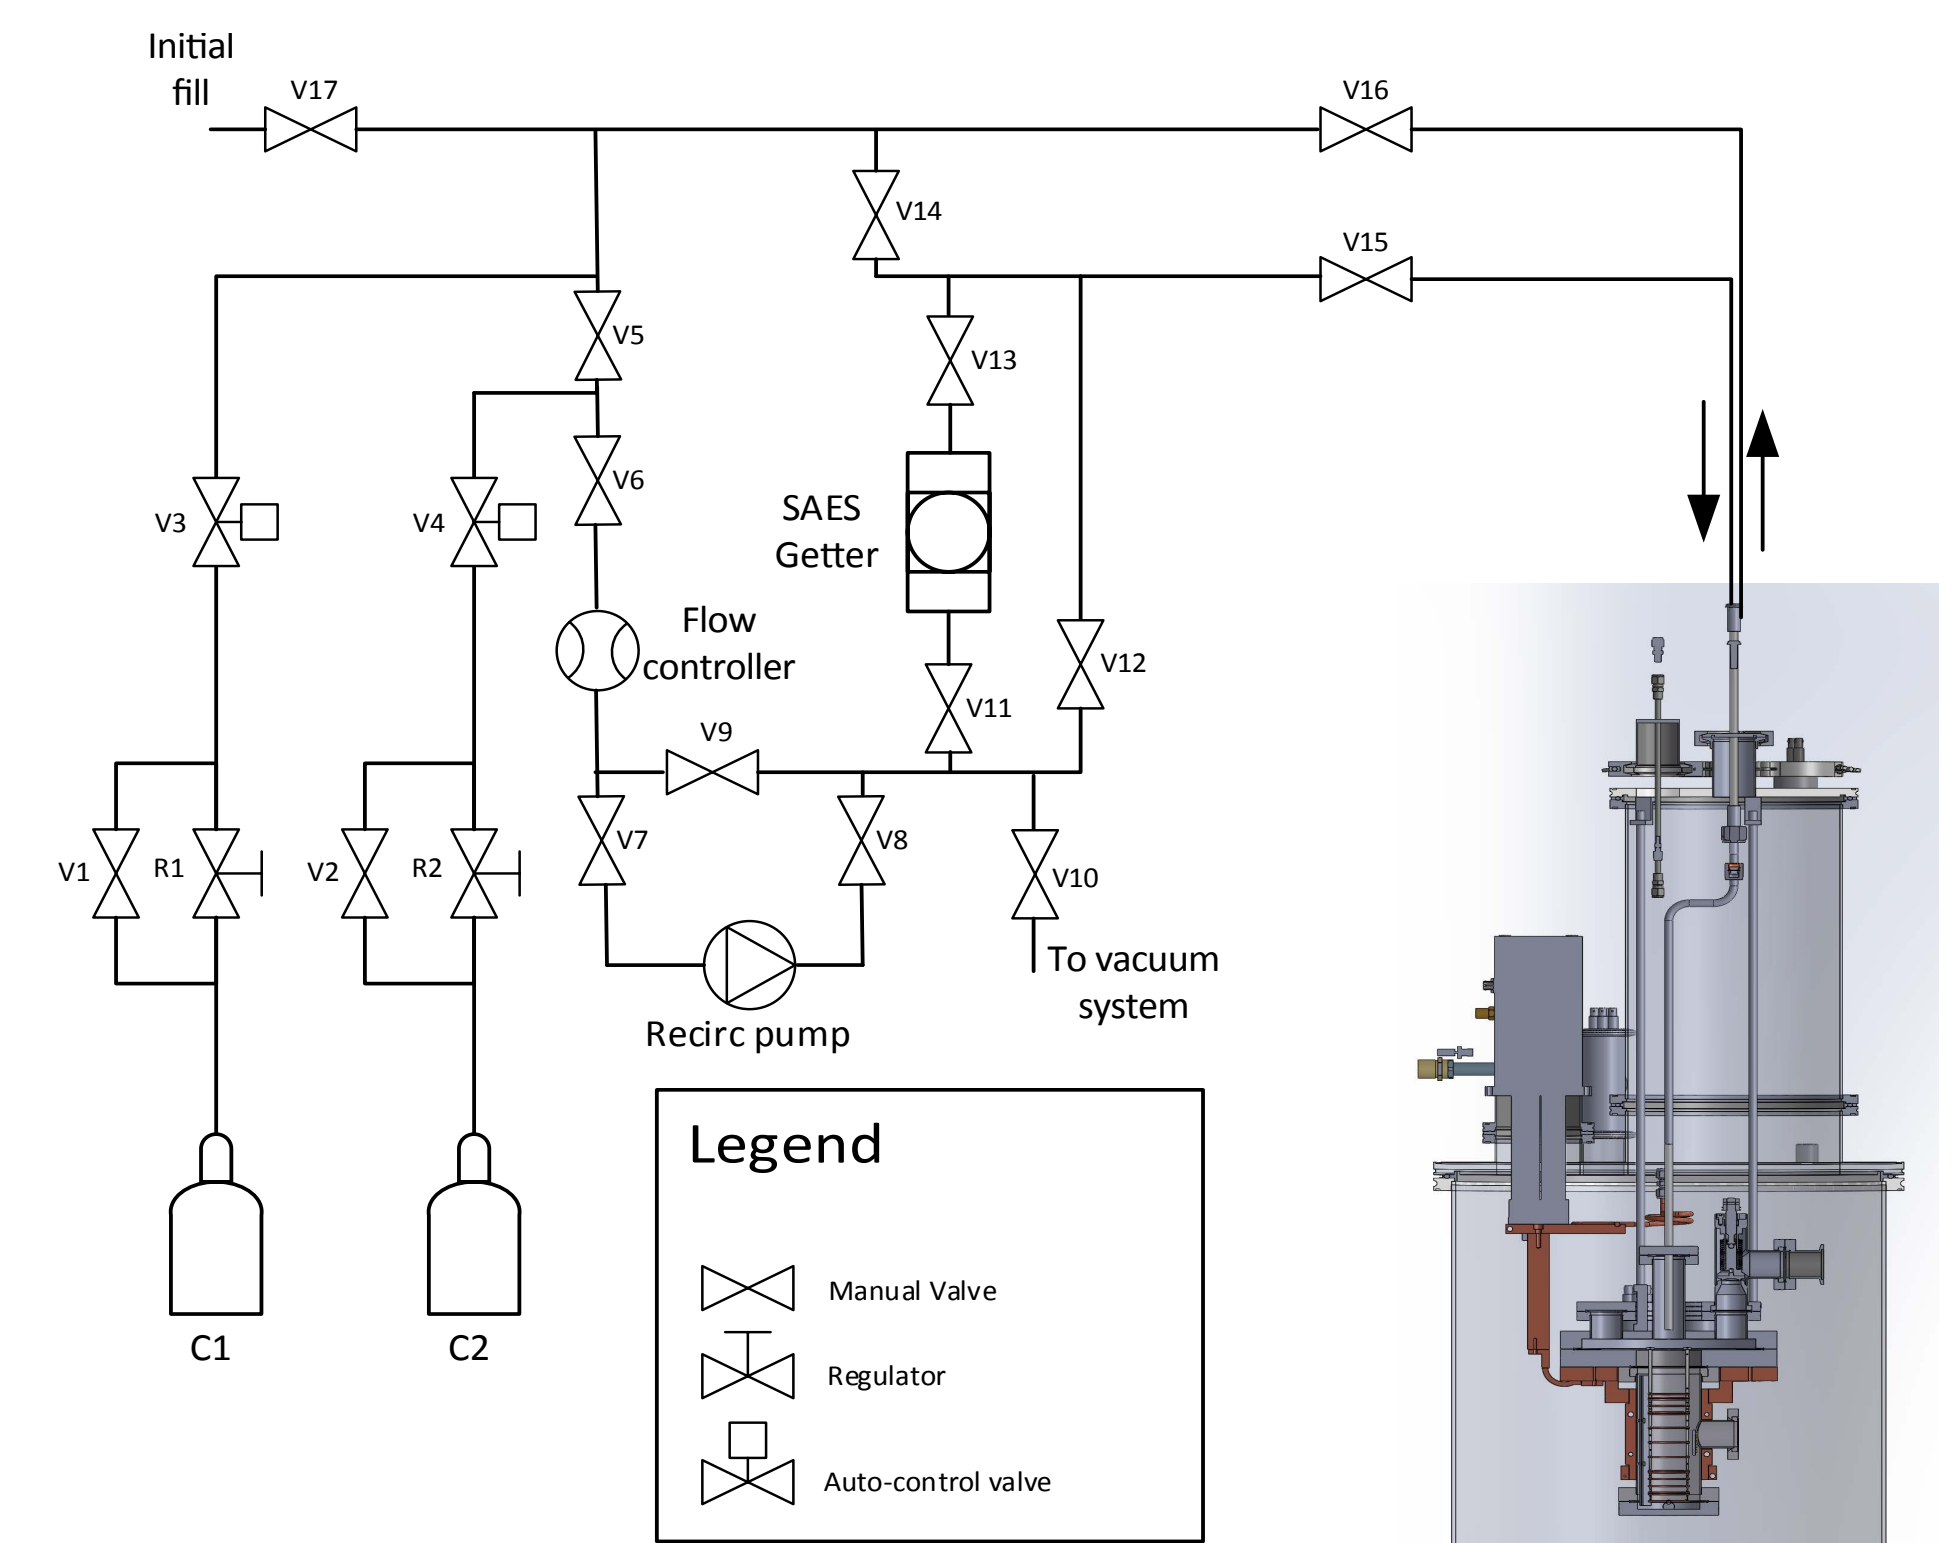 Initial
fill
V17
V16
V14
V15
V5
V13
V6
V3
V4
SAES
Getter
Flow
controller
V12
V11
V9
V7
V8
V1
R1
V2
R2
V10
To vacuum
system
Recirc pump
Legend
Manual Valve
Regulator
Auto-control valve
C1
C2